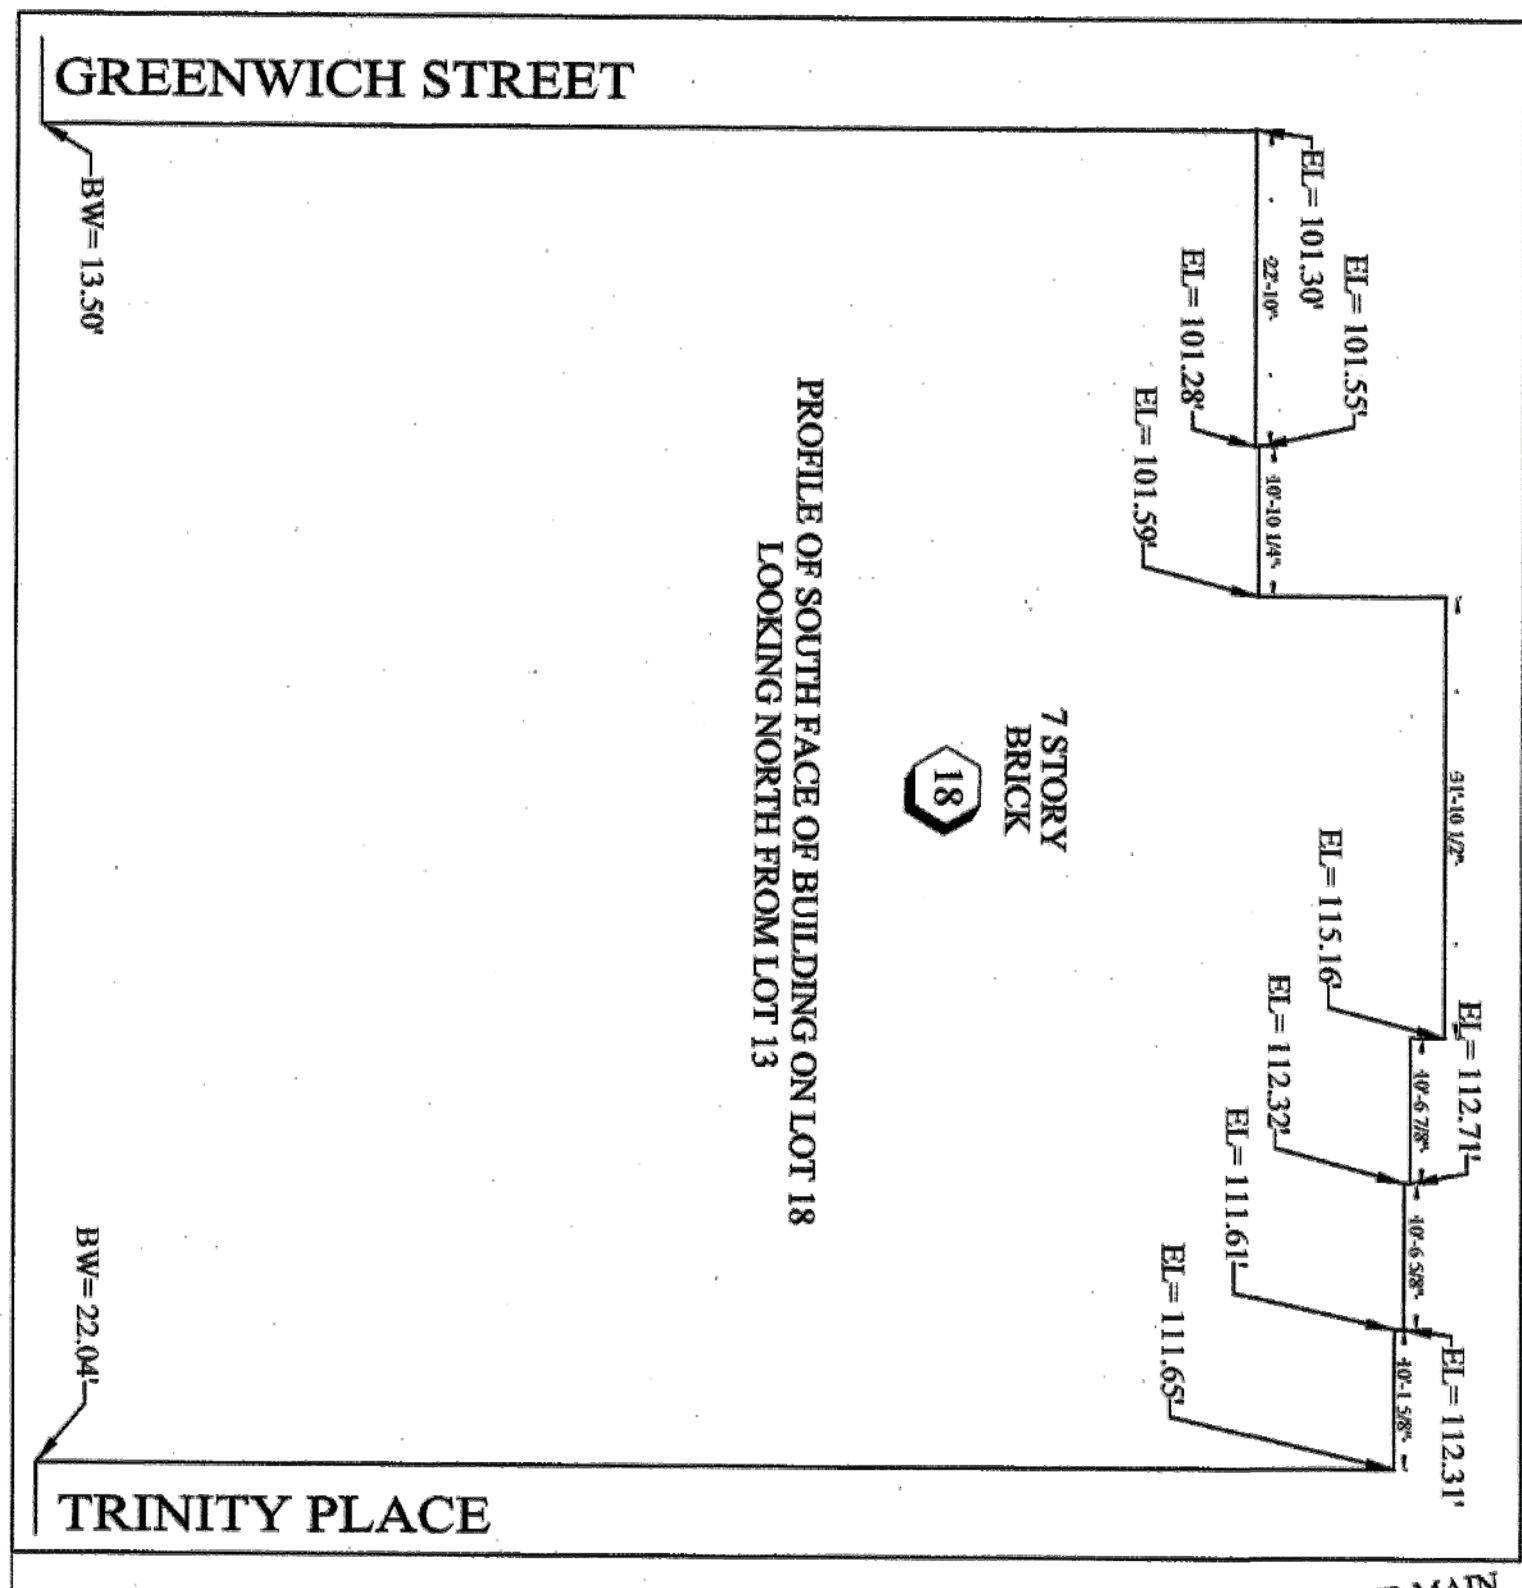 GREENWICH STREET
BW= 13.50'
EL= 101.30'
22'-10"
EL= 101.55'
EL= 101.28'
10'-10 1/4"
EL= 101.59'
31'-10 1/2"
7 STORY
BRICK
18
PROFILE OF SOUTH FACE OF BUILDING ON LOT 18
LOOKING NORTH FROM LOT 13
EL= 115.16'
10'-6 7/8"
EL= 112.71'
EL= 112.32'
10'-6 5/8"
EL= 111.61'
EL= 112.31'
10'-1 5/8"
EL= 111.65'
BW= 22.04'
TRINITY PLACE